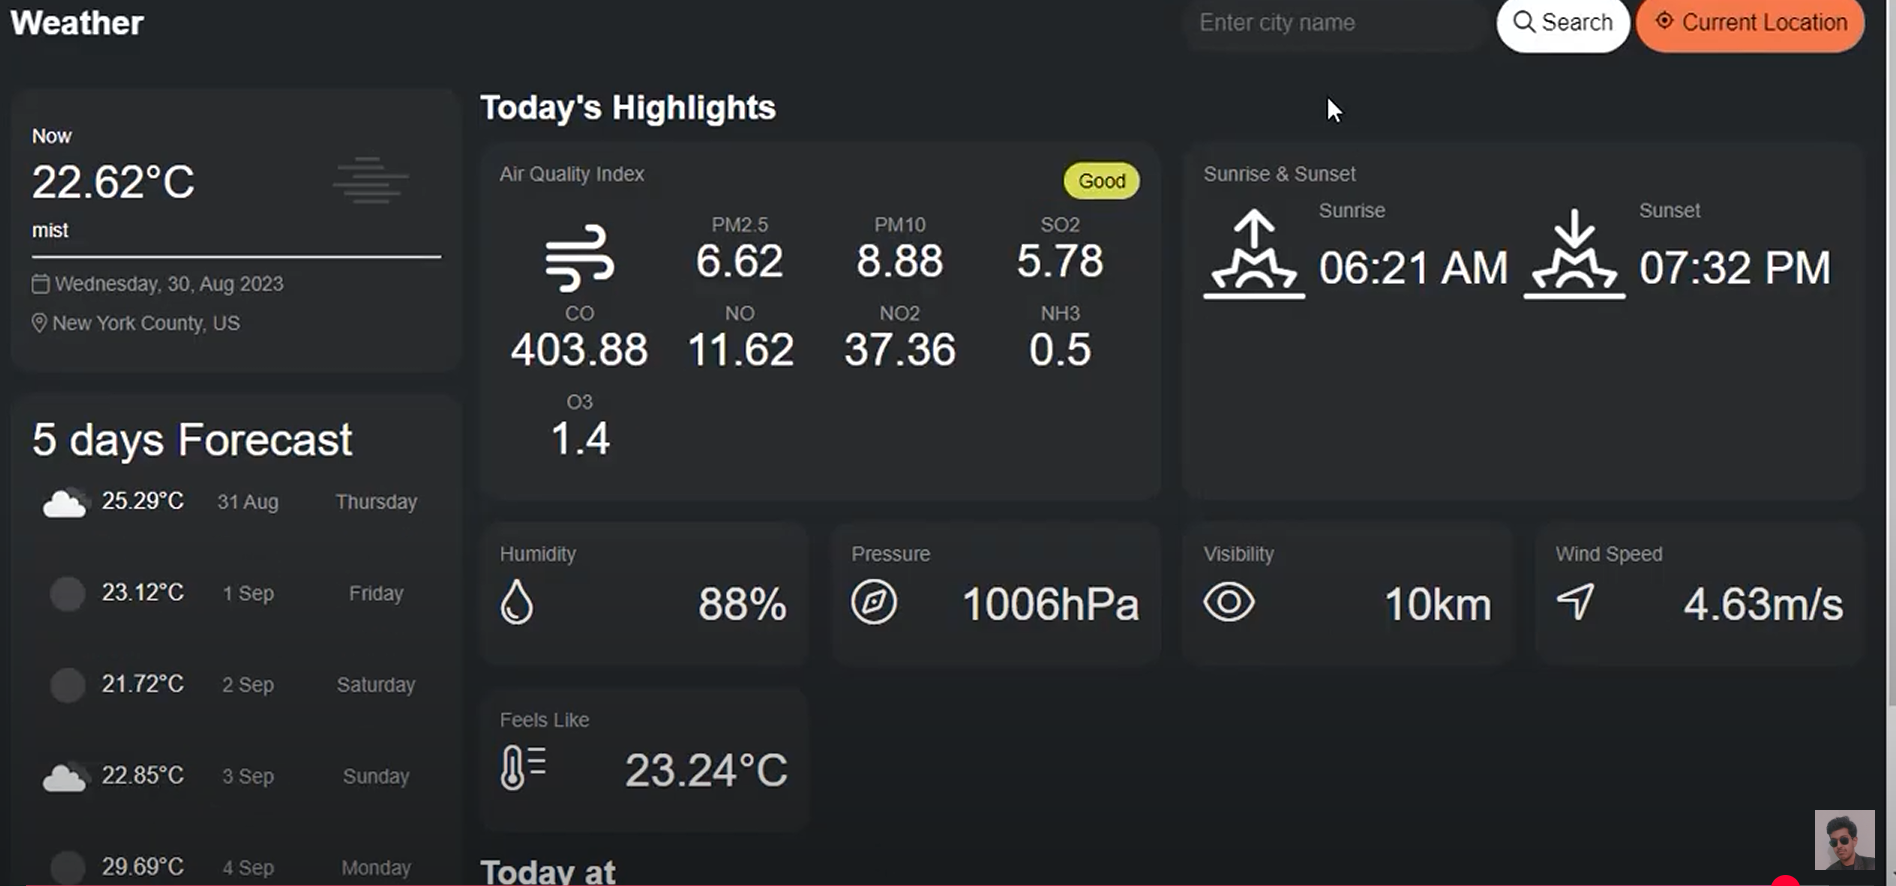 Weather
Enter city name
Search
Current Location
Now
22.62°C
mist
Wednesday, 30, Aug 2023
New York County, US
5 days Forecast
25.29°C 31 Aug Thursday
23.12°C 1 Sep Friday
21.72°C 2 Sep Saturday
22.85°C 3 Sep Sunday
29.69°C 4 Sep Monday
Today's Highlights
Air Quality Index
Good
PM2.5 PM10 SO2
6.62 8.88 5.78
CO NO NO2 NH3
403.88 11.62 37.36 0.5
O3
1.4
Sunrise & Sunset
Sunrise Sunset
06:21 AM 07:32 PM
Humidity
88%
Pressure
1006hPa
Visibility
10km
Wind Speed
4.63m/s
Feels Like
23.24°C
Today at